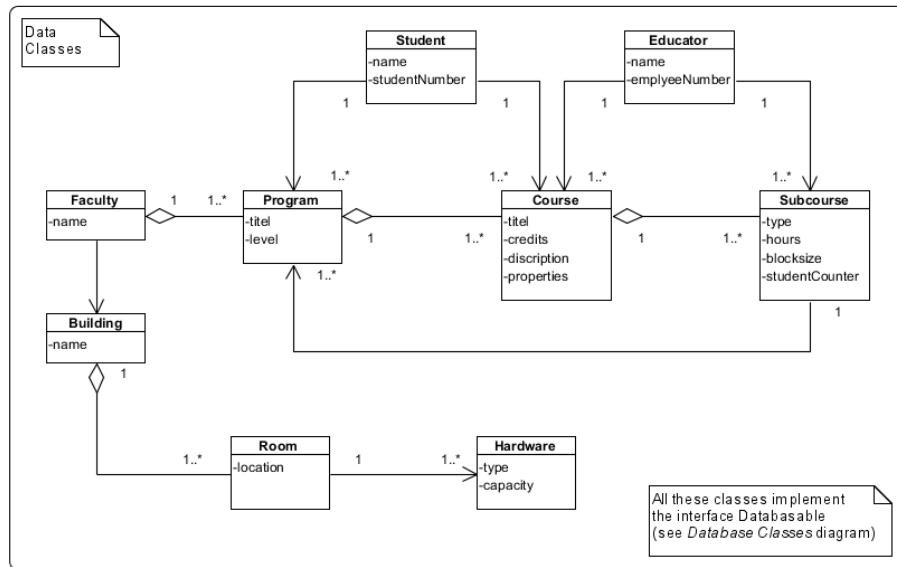 Data
Classes
Student
-name
-studentNumber
Educator
-name
-emplyeeNumber
1
1
1
1
1..*
1..*
1..*
1..*
Faculty
-name
1
1..*
Program
-titel
-level
1
1..*
1..*
Course
-titel
-credits
-discription
-properties
1
1..*
Subcourse
-type
-hours
-blocksize
-studentCounter
1
Building
-name
1
1..*
Room
-location
1
1..*
Hardware
-type
-capacity
All these classes implement
the interface Databasable
(see Database Classes diagram)